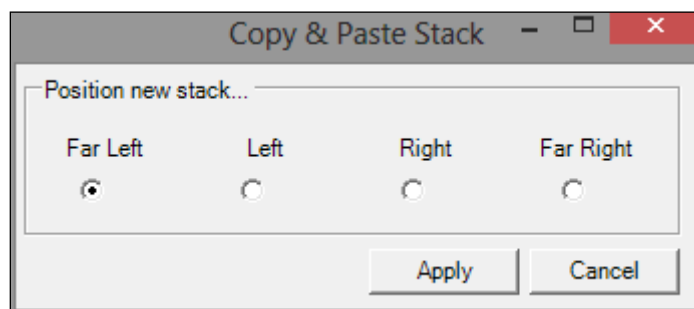 Copy & Paste Stack
Position new stack...
Far Left Left Right Far Right
Apply Cancel